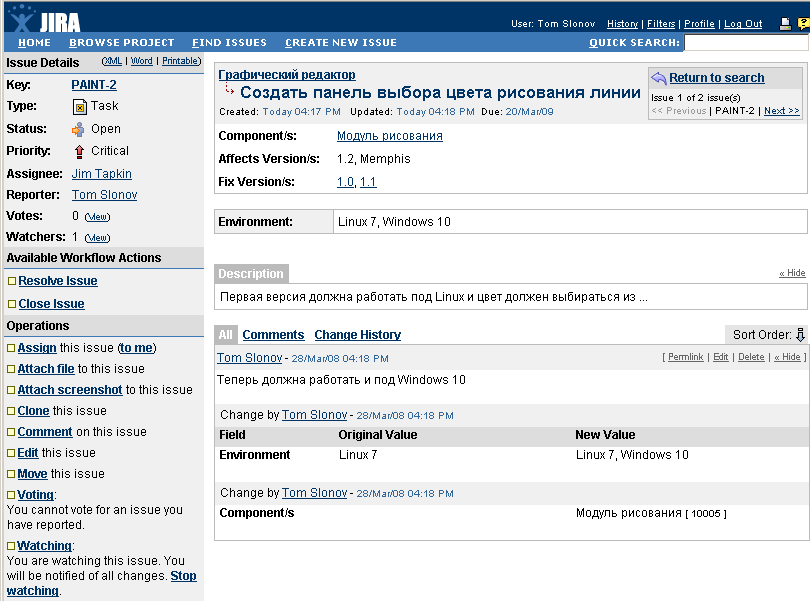 JIRA
User: Tom Slonov History | Filters | Profile | Log Out
HOME BROWSE PROJECT FIND ISSUES CREATE NEW ISSUE QUICK SEARCH:
Issue Details (XML | Word | Printable)
Key: PAINT-2
Type: Task
Status: Open
Priority: Critical
Assignee: Jim Tapkin
Reporter: Tom Slonov
Votes: 0 (View)
Watchers: 1 (View)
Available Workflow Actions
Resolve Issue
Close Issue
Operations
Assign this issue (to me)
Attach file to this issue
Attach screenshot to this issue
Clone this issue
Comment on this issue
Edit this issue
Move this issue
Voting:
You cannot vote for an issue you
have reported.
Watching:
You are watching this issue. You
will be notified of all changes. Stop
watching.
Графический редактор
Создать панель выбора цвета рисования линии
Created: Today 04:17 PM Updated: Today 04:18 PM Due: 20/Mar/09
Return to search
Issue 1 of 2 issue(s)
<< Previous | PAINT-2 | Next >>
Component/s: Модуль рисования
Affects Version/s: 1.2, Memphis
Fix Version/s: 1.0, 1.1
Environment: Linux 7, Windows 10
Description « Hide
Первая версия должна работать под Linux и цвет должен выбираться из ...
All Comments Change History Sort Order:
Tom Slonov - 28/Mar/08 04:18 PM [ Permlink | Edit | Delete | « Hide ]
Теперь должна работать и под Windows 10
Change by Tom Slonov - 28/Mar/08 04:18 PM
Field Original Value New Value
Environment Linux 7 Linux 7, Windows 10
Change by Tom Slonov - 28/Mar/08 04:18 PM
Component/s Модуль рисования [ 10005 ]